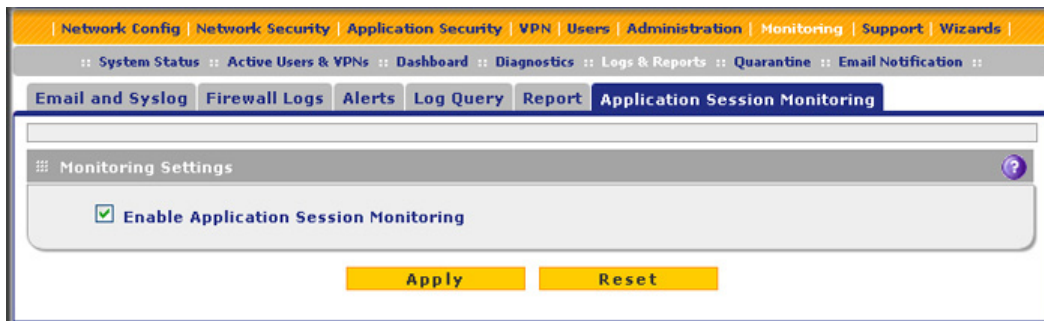 | Network Config | Network Security | Application Security | VPN | Users | Administration | Monitoring | Support | Wizards |
:: System Status :: Active Users & VPNs :: Dashboard :: Diagnostics :: Logs & Reports :: Quarantine :: Email Notification ::
Email and Syslog Firewall Logs Alerts Log Query Report Application Session Monitoring
Monitoring Settings ?
Enable Application Session Monitoring
Apply Reset